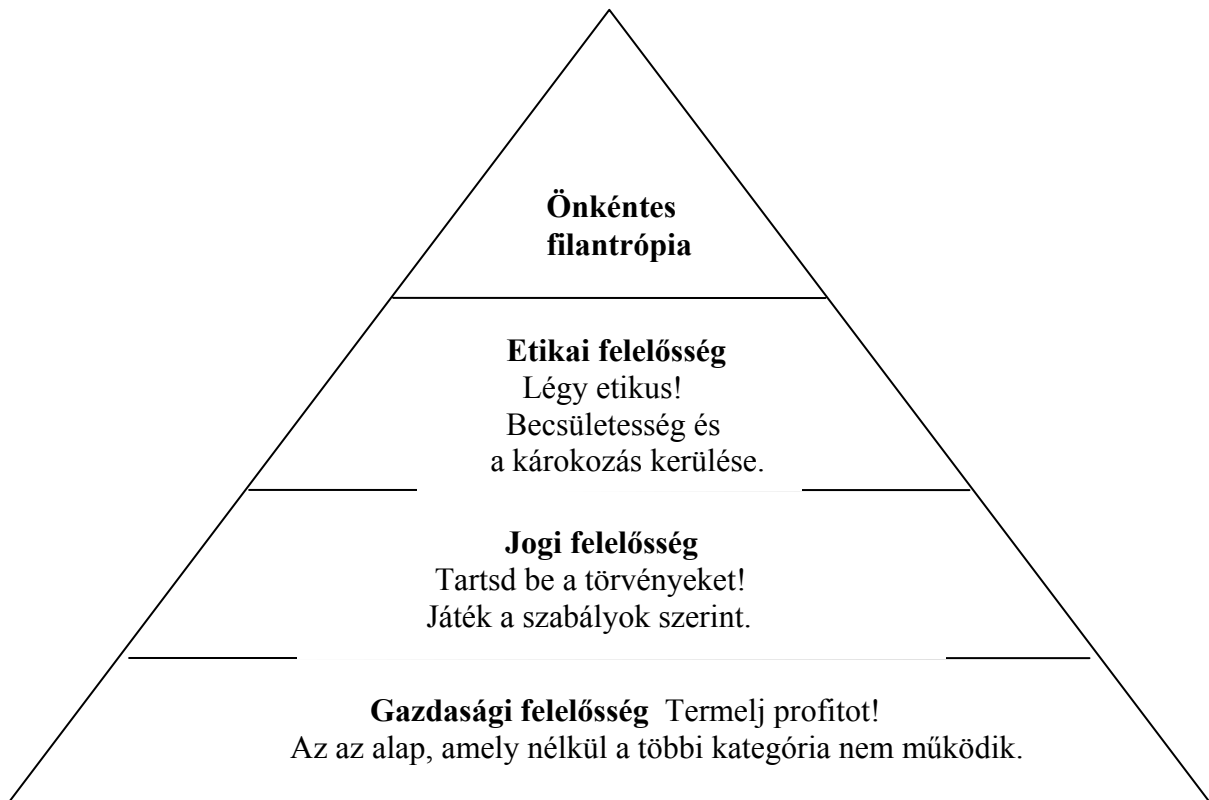 Önkéntes
filantrópia
Etikai felelősség
Légy etikus!
Becsületesség és
a károkozás kerülése.
Jogi felelősség
Tartsd be a törvényeket!
Játék a szabályok szerint.
Gazdasági felelősség Termelj profitot!
Az az alap, amely nélkül a többi kategória nem működik.